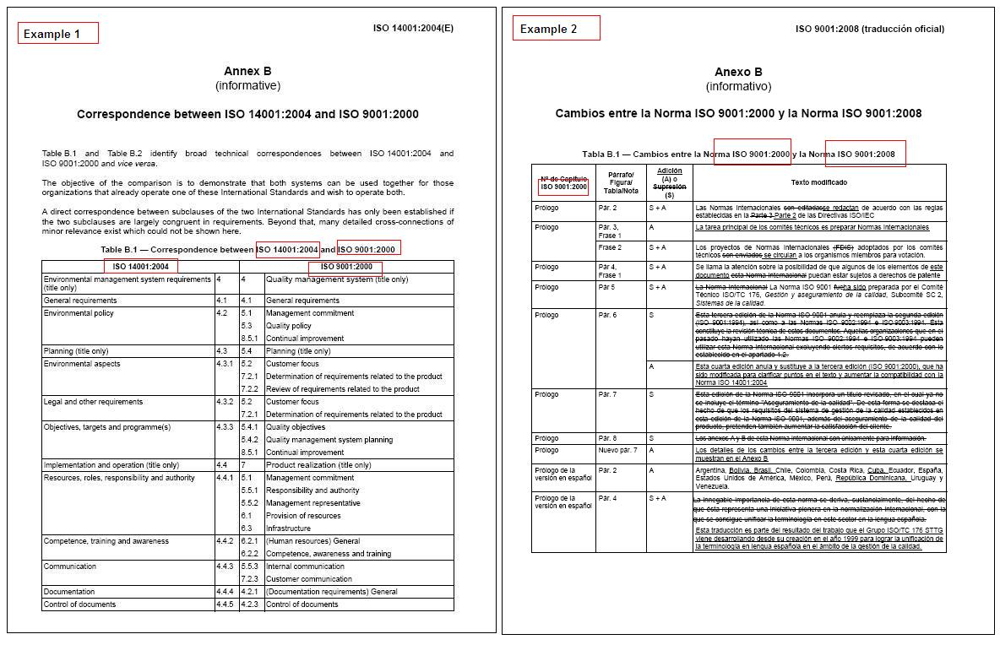 Example 1
ISO 14001:2004(E)
Annex B
(informative)
Correspondence between ISO 14001:2004 and ISO 9001:2000
Table B.1 and Table B.2 identify broad technical correspondences between ISO 14001:2004 and
ISO 9001:2000 and vice versa.
The objective of the comparison is to demonstrate that both systems can be used together for those
organizations that already operate one of these International Standards and wish to operate both.
A direct correspondence between subclauses of the two International Standards has only been established if
the two subclauses are largely congruent in requirements. Beyond that, many detailed cross-connections of
minor relevance exist which could not be shown here.
Table B.1 — Correspondence between ISO 14001:2004 and ISO 9001:2000
ISO 14001:2004 ISO 9001:2000
Environmental management system requirements 4 4 Quality management system (title only)
(title only)
General requirements 4.1 4.1 General requirements
Environmental policy 4.2 5.1 Management commitment
5.3 Quality policy
8.5.1 Continual improvement
Planning (title only) 4.3 5.4 Planning (title only)
Environmental aspects 4.3.1 5.2 Customer focus
7.2.1 Determination of requirements related to the product
7.2.2 Review of requirements related to the product
Legal and other requirements 4.3.2 5.2 Customer focus
7.2.1 Determination of requirements related to the product
Objectives, targets and programme(s) 4.3.3 5.4.1 Quality objectives
5.4.2 Quality management system planning
8.5.1 Continual improvement
Implementation and operation (title only) 4.4 7 Product realization (title only)
Resources, roles, responsibility and authority 4.4.1 5.1 Management commitment
5.5.1 Responsibility and authority
5.5.2 Management representative
6.1 Provision of resources
6.3 Infrastructure
Competence, training and awareness 4.4.2 6.2.1 (Human resources) General
6.2.2 Competence, awareness and training
Communication 4.4.3 5.5.3 Internal communication
7.2.3 Customer communication
Documentation 4.4.4 4.2.1 (Documentation requirements) General
Control of documents 4.4.5 4.2.3 Control of documents
Example 2
ISO 9001:2008 (traducción oficial)
Anexo B
(informativo)
Cambios entre la Norma ISO 9001:2000 y la Norma ISO 9001:2008
Tabla B.1 — Cambios entre la Norma ISO 9001:2000 y la Norma ISO 9001:2008
Nº de Capítulo
ISO 9001:2000
Párrafo/
Figura/
Tabla/Nota
Adición
(A) o
Supresión
(S)
Texto modificado
Prólogo Pár. 2 S + A Las Normas Internacionales son editadas se redactan de acuerdo con las reglas
establecidas en la Parte 3 Parte 2 de las Directivas ISO/IEC
Prólogo Pár. 3, A La tarea principal de los comités técnicos es preparar Normas Internacionales
Frase 1
Frase 2 S + A Los proyectos de Normas Internacionales (FDIS) adoptados por los comités
técnicos son enviados se circulan a los organismos miembros para votación.
Prólogo Pár 4, S + A Se llama la atención sobre la posibilidad de que algunos de los elementos de este
Frase 1 documento esta Norma Internacional puedan estar sujetos a derechos de patente
Prólogo Pár 5 S + A La Norma Internacional La Norma ISO 9001 fue ha sido preparada por el Comité
Técnico ISO/TC 176, Gestión y aseguramiento de la calidad, Subcomité SC 2,
Sistemas de la calidad.
Prólogo Pár. 6 S Esta tercera edición de la Norma ISO 9001 anula y reemplaza la segunda edición
(ISO 9001:1994), así como a las Normas ISO 9002:1994 e ISO 9003:1994. Esta
constituye la revisión técnica de estos documentos. Aquellas organizaciones que en el
pasado hayan utilizado las Normas ISO 9002:1994 e ISO 9003:1994 pueden
utilizar esta Norma Internacional excluyendo ciertos requisitos, de acuerdo con lo
establecido en el apartado 1.2.
A Esta cuarta edición anula y sustituye a la tercera edición (ISO 9001:2000), que ha
sido modificada para clarificar puntos en el texto y aumentar la compatibilidad con la
Norma ISO 14001:2004
Prólogo Pár. 7 S Esta edición de la Norma ISO 9001 incorpora un título revisado, en el cual ya no
se incluye el término "Aseguramiento de la calidad". De esta forma se destaca el
hecho de que los requisitos del sistema de gestión de la calidad establecidos en
esta edición de la Norma ISO 9001, además del aseguramiento de la calidad del
producto, pretenden también aumentar la satisfacción del cliente.
Prólogo Pár. 8 S Los anexos A y B de esta Norma Internacional son únicamente para información.
Prólogo Nuevo pár. 7 A Los detalles de los cambios entre la tercera edición y esta cuarta edición se
muestran en el Anexo B
Prólogo de la Pár. 2 A Argentina, Bolivia, Brasil, Chile, Colombia, Costa Rica, Cuba, Ecuador, España,
versión en español Estados Unidos de América, México, Perú, República Dominicana, Uruguay y
Venezuela.
Prólogo de la Pár. 4 S + A La innegable importancia de esta norma se deriva, sustancialmente, del hecho de
versión en español que ésta representa una iniciativa pionera en la normalización internacional, con la
que se consigue unificar la terminología en este sector en la lengua española.
Esta traducción es parte del resultado del trabajo que el Grupo ISO/TC 176 STTG
viene desarrollando desde su creación en el año 1999 para lograr la unificación de
la terminología en lengua española en el ámbito de la gestión de la calidad.